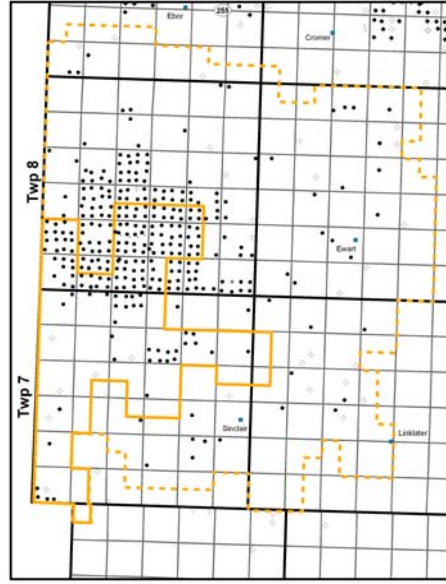 Ebor
255
Cromer
Twp 8
Ewart
Twp 7
Sinclair
Linklater